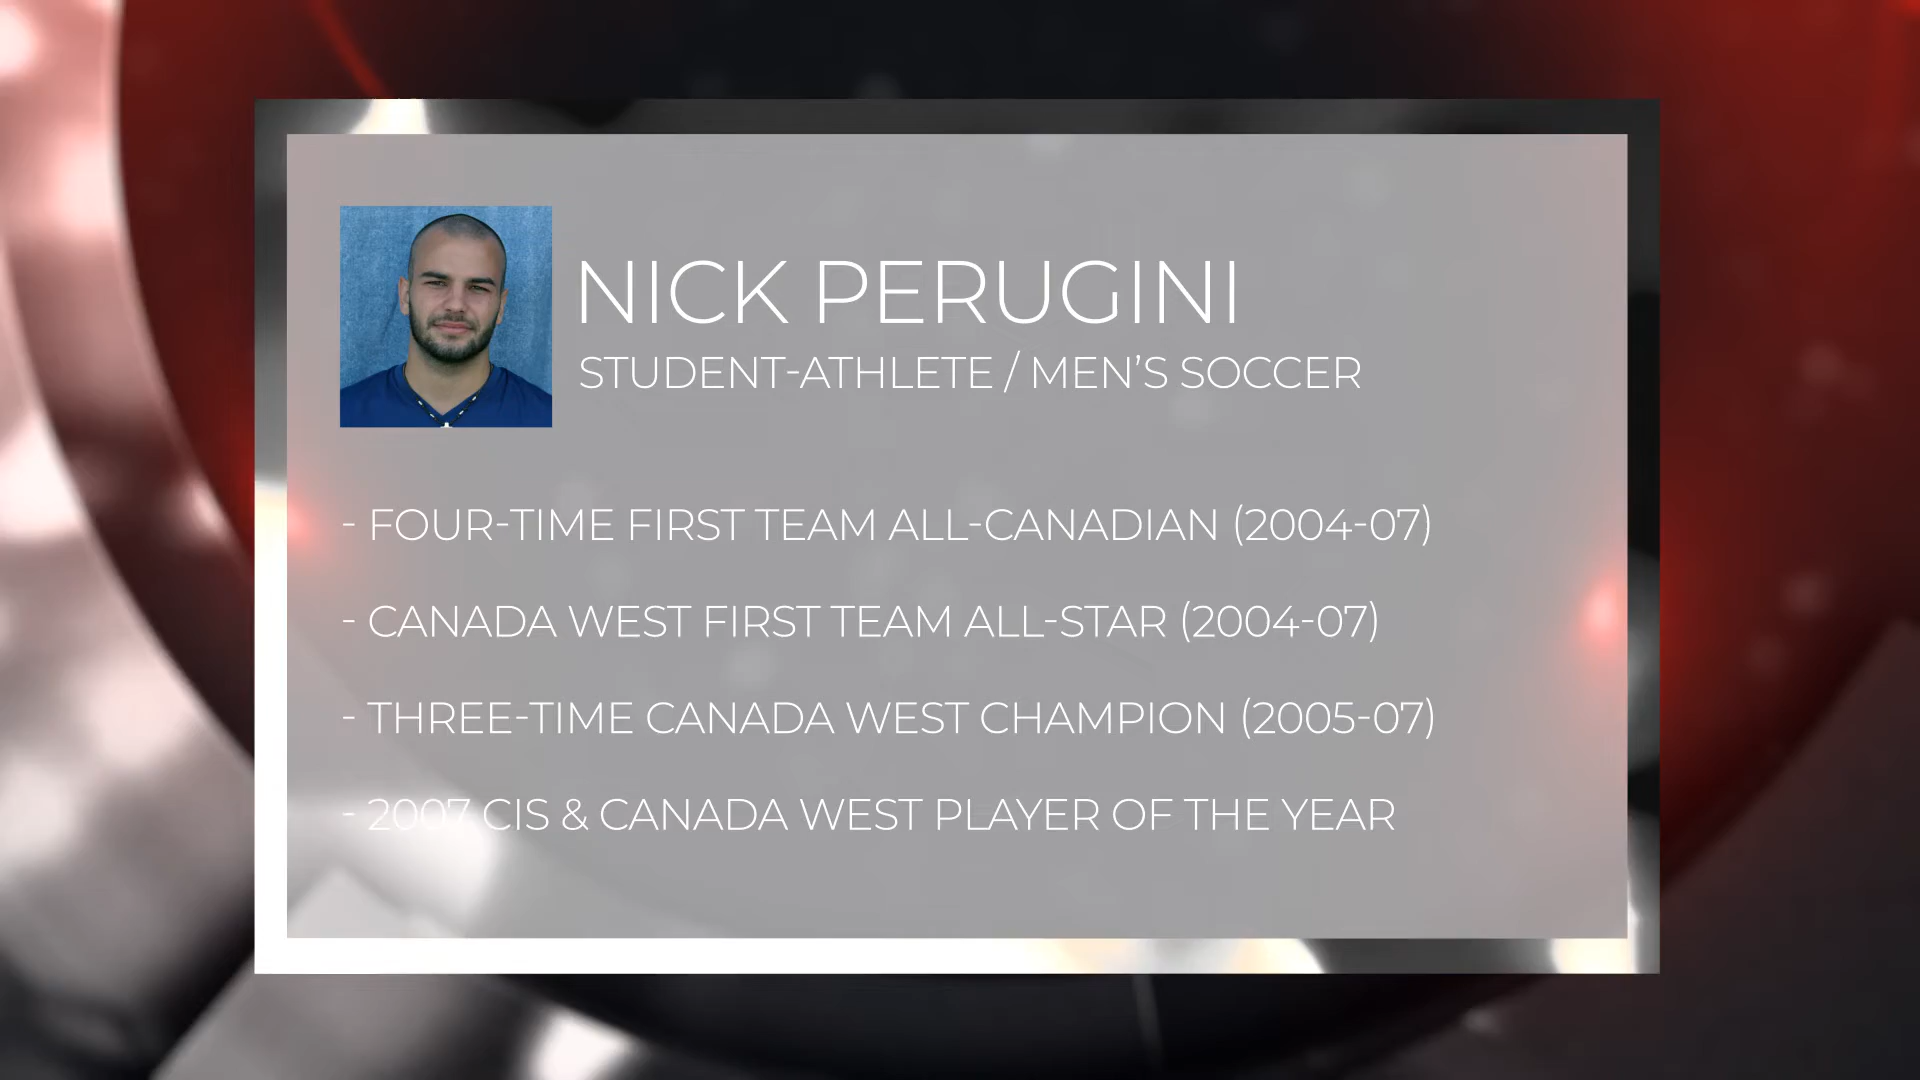 NICK PERUGINI
STUDENT-ATHLETE / MEN'S SOCCER
- FOUR-TIME FIRST TEAM ALL-CANADIAN (2004-07)
- CANADA WEST FIRST TEAM ALL-STAR (2004-07)
- THREE-TIME CANADA WEST CHAMPION (2005-07)
- 2007 CIS & CANADA WEST PLAYER OF THE YEAR